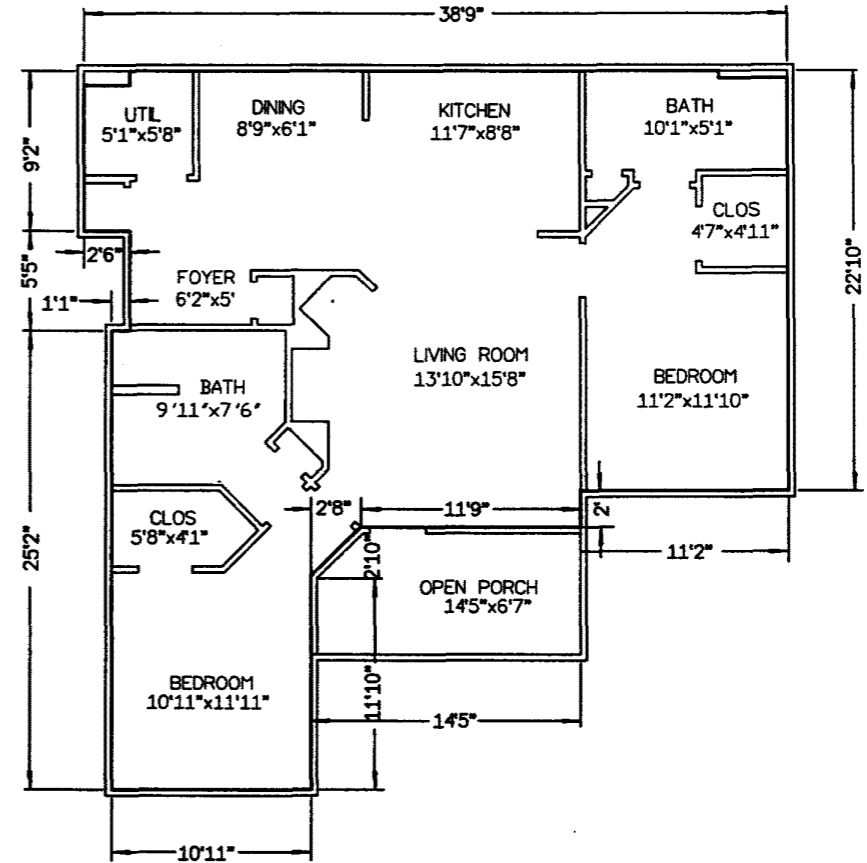 38'9"
UTIL
5'1"x5'8"
DINING
8'9"x6'1"
KITCHEN
11'7"x8'8"
BATH
10'1"x5'1"
9'2"
CLOS
4'7"x4'11"
2'6"
5'5"
FOYER
6'2"x5'
22'10"
1'1"
LIVING ROOM
13'10"x15'8"
BATH
9'11"x7'6"
BEDROOM
11'2"x11'10"
CLOS
5'8"x4'1"
2'8"
11'9"
2'
25'2"
2'10"
11'2"
OPEN PORCH
14'5"x6'7"
BEDROOM
10'11"x11'11"
11'10"
14'5"
10'11"